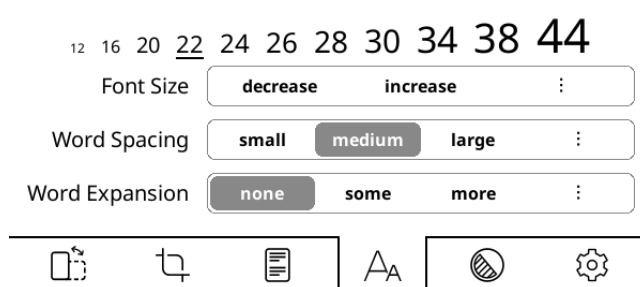 12 16 20 22 24 26 28 30 34 38 44
Font Size decrease increase ⋮
Word Spacing small medium large ⋮
Word Expansion none some more ⋮
AA